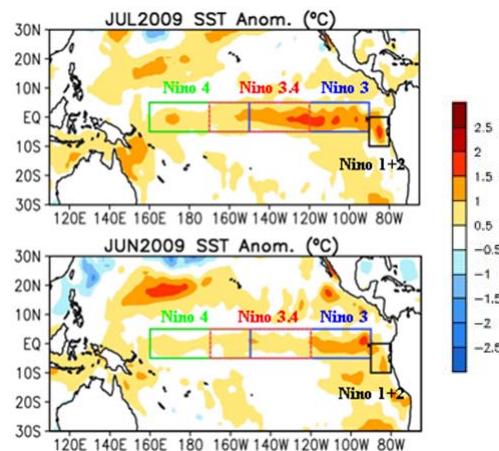 JUL2009 SST Anom. (°C)
30N
20N
10N
EQ
10S
20S
30S
Nino 4
Nino 3.4
Nino 3
Nino 1+2
120E
140E
160E
180
160W
140W
120W
100W
80W
JUN2009 SST Anom. (°C)
30N
20N
10N
EQ
10S
20S
30S
Nino 4
Nino 3.4
Nino 3
Nino 1+2
120E
140E
160E
180
160W
140W
120W
100W
80W
2.5
2
1.5
1
0.5
-0.5
-1
-1.5
-2
-2.5